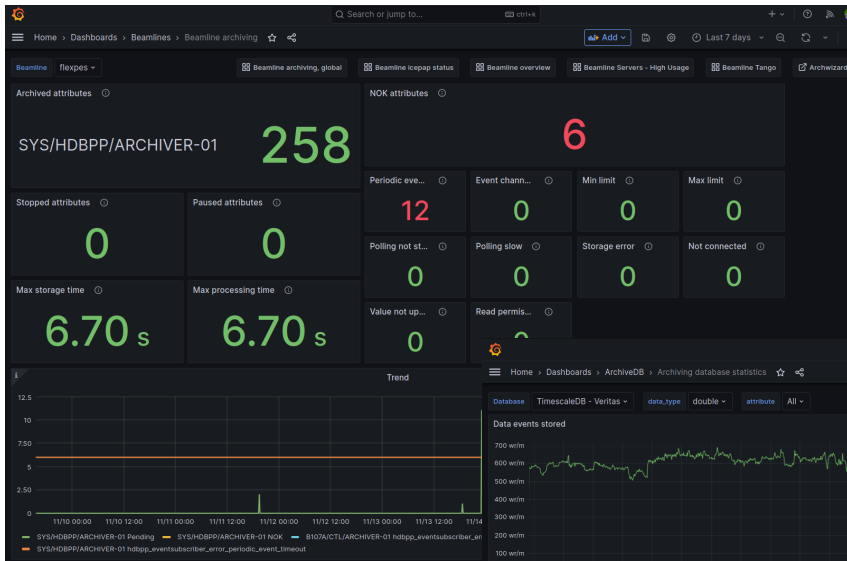 Search or jump to...
ctrl+k
Home › Dashboards › Beamlines › Beamline archiving
Add
Last 7 days
Beamline
flexpes
Beamline archiving, global
Beamline icepap status
Beamline overview
Beamline Servers - High Usage
Beamline Tango
Archwizard
Archived attributes
SYS/HDBPP/ARCHIVER-01
258
NOK attributes
6
Periodic eve...
12
Event chann...
0
Min limit
0
Max limit
0
Stopped attributes
0
Paused attributes
0
Polling not st...
0
Polling slow
0
Storage error
0
Not connected
0
Max storage time
6.70 s
Max processing time
6.70 s
Value not up...
0
Read permis...
Trend
12.5
10
7.50
5
2.50
0
11/10 00:00
11/10 12:00
11/11 00:00
11/11 12:00
11/12 00:00
11/12 12:00
11/13 00:00
11/13 12:00
11/14
SYS/HDBPP/ARCHIVER-01 Pending
SYS/HDBPP/ARCHIVER-01 NOK
B107A/CTL/ARCHIVER-01 hdbpp_eventsubscriber_er
SYS/HDBPP/ARCHIVER-01 hdbpp_eventsubscriber_error_periodic_event_timeout
Home › Dashboards › ArchiveDB › Archiving database statistics
Database
TimescaleDB - Veritas
data_type
double
attribute
All
Data events stored
700 wr/m
600 wr/m
500 wr/m
400 wr/m
300 wr/m
200 wr/m
100 wr/m